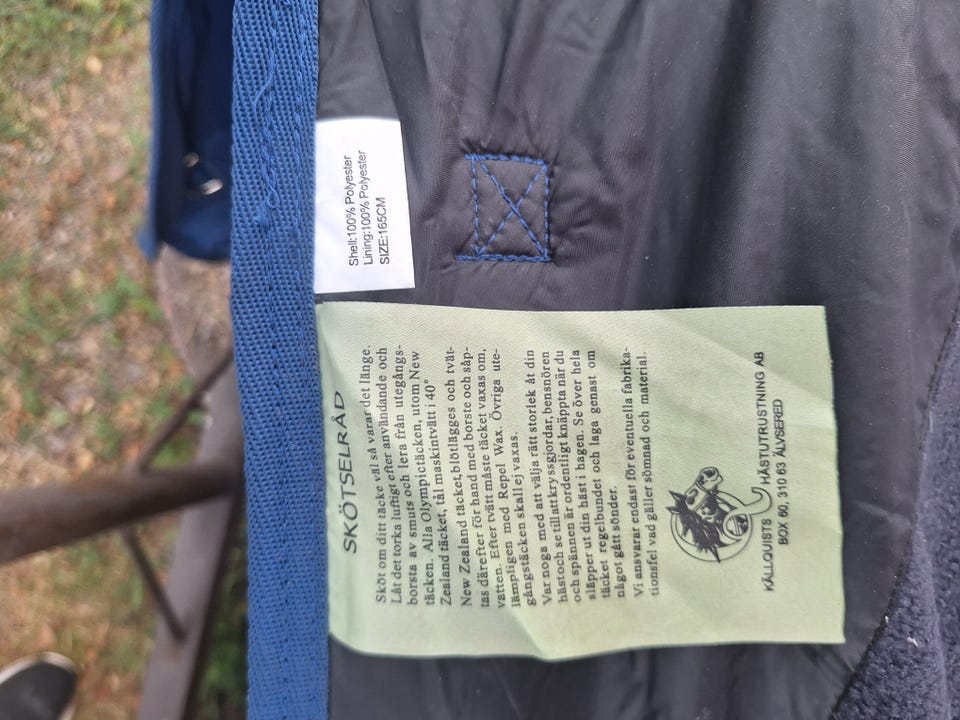 Shell:100% Polyester
Lining:100% Polyester
SIZE:165CM
SKÖTSELRÅD
Sköt om ditt täcke väl så varar det länge.
Låt det torka luftigt efter användande och
borsta av smuts och lera från utegångs-
täcken. Alla Olympictäcken, utom New
Zealand täcket, tål maskintvätt i 40°
New Zealand täcket, blötlägges och tvät-
tas därefter för hand med borste och såp-
vatten. Efter tvätt måste täcket vaxas om,
lämpligen med Repel Wax. Övriga ute-
gångstäcken skall ej vaxas.
Var noga med att välja rätt storlek åt din
häst och se till att kryssgjordar, bensnören
och spännen är ordentligt knäppta när du
släpper ut din häst i hagen. Se över hela
täcket regelbundet och laga genast om
något gått sönder.
Vi ansvarar endast för eventuella fabrika-
tionsfel vad gäller sömnad och material.
KÄLLQUISTS HÄSTUTRUSTNING AB
BOX 60, 310 63 ÄLVSERED